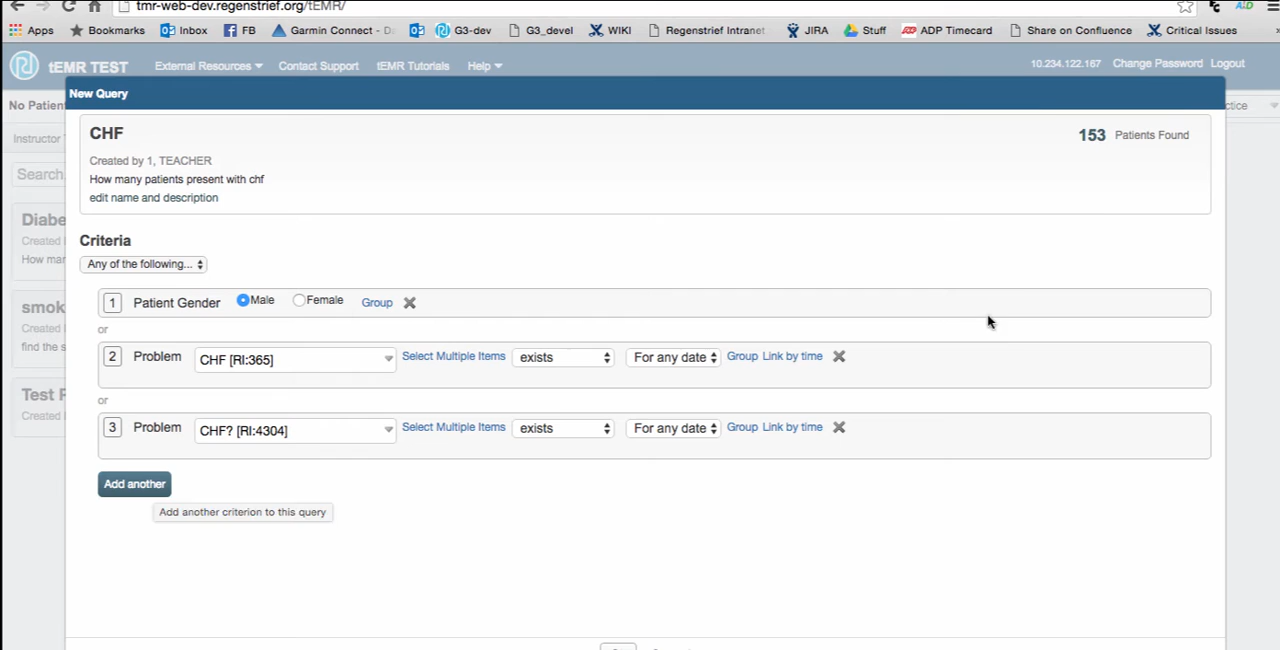 tmr-web-dev.regenstrief.org/tEMR/
Apps Bookmarks Inbox FB Garmin Connect - Da G3-dev G3_devel WIKI Regenstrief Intranet JIRA Stuff ADP Timecard Share on Confluence Critical Issues
tEMR TEST External Resources Contact Support tEMR Tutorials Help 10.234.122.167 Change Password Logout
No Patien ctice
New Query
Instructor
Search
Diabe
Created
How mar
smok
Created
find the s
Test P
Created
CHF
153 Patients Found
Created by 1, TEACHER
How many patients present with chf
edit name and description
Criteria
Any of the following...
1 Patient Gender Male Female Group
or
2 Problem CHF [RI:365] Select Multiple Items exists For any date Group Link by time
or
3 Problem CHF? [RI:4304] Select Multiple Items exists For any date Group Link by time
Add another
Add another criterion to this query